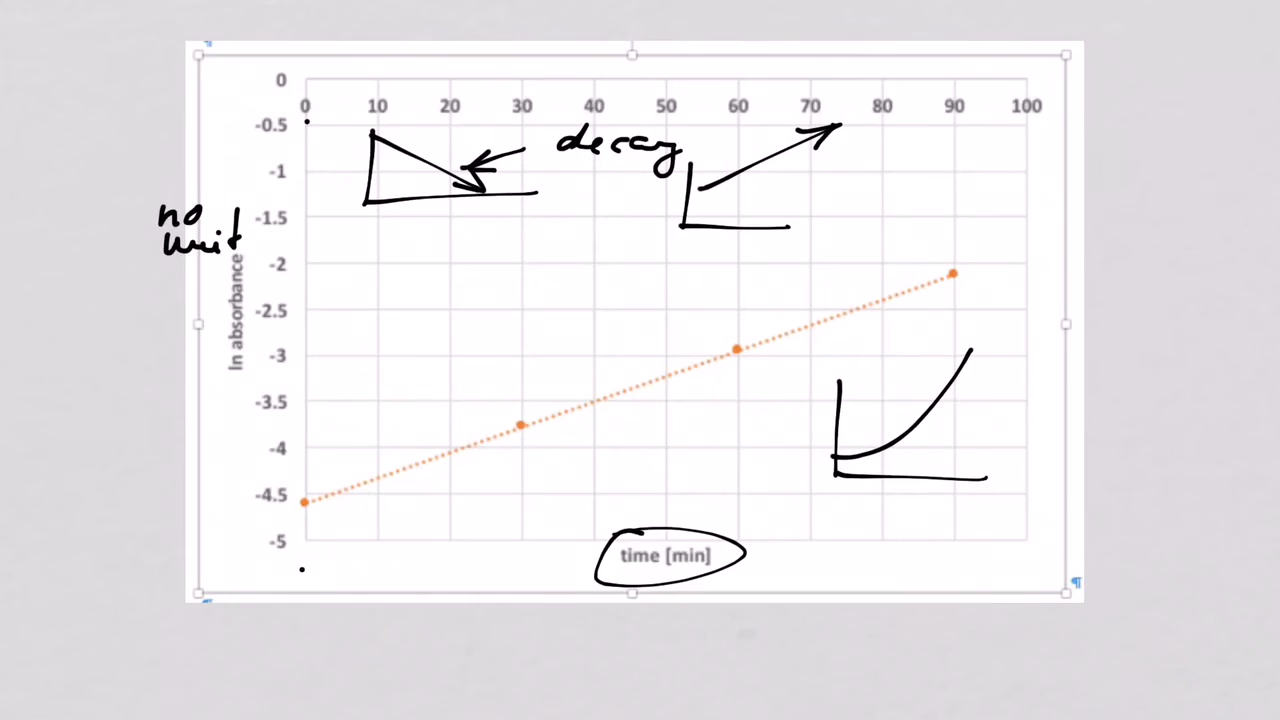 ¶
0
0 10 20 30 40 50 60 70 80 90 100
-0.5
decay
-1
no
unit
-1.5
-2
ln absorbance
-2.5
-3
-3.5
-4
-4.5
-5
time [min]
¶
¶